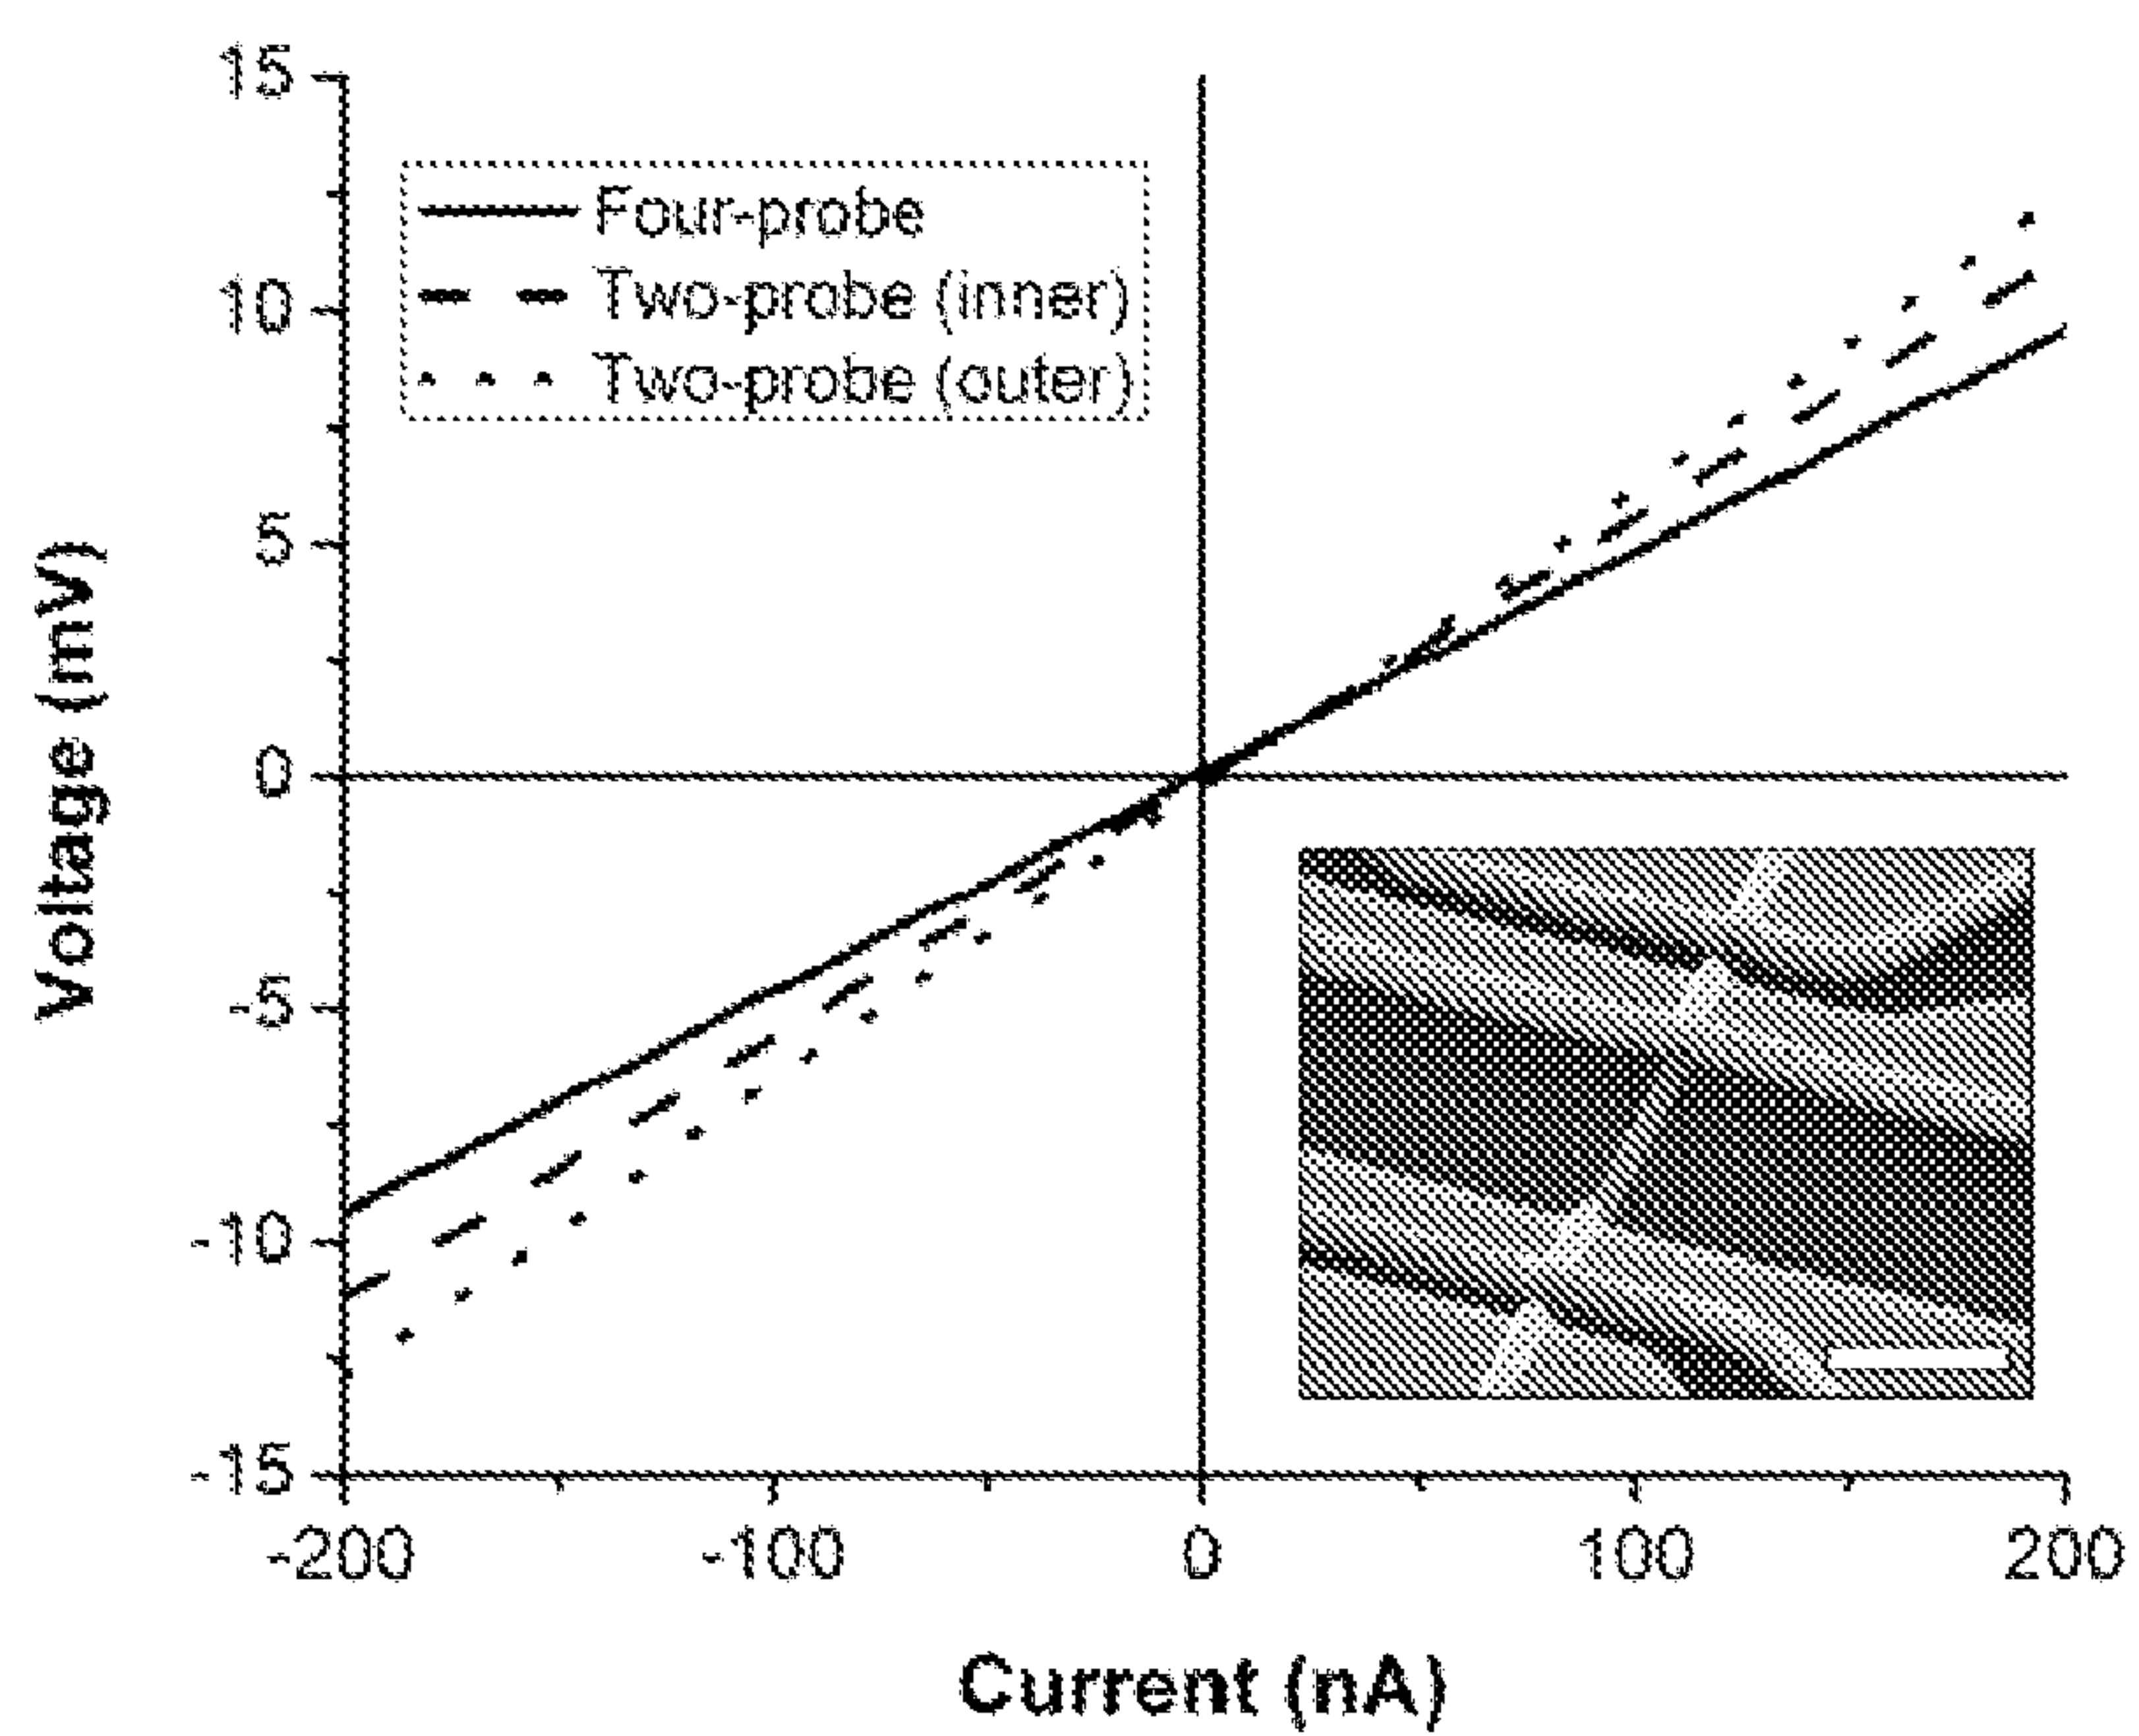 15
10
5
0
-5
-10
-15
Voltage (mV)
Four-probe
Two-probe (inner)
Two-probe (outer)
-200
-100
0
100
200
Current (nA)